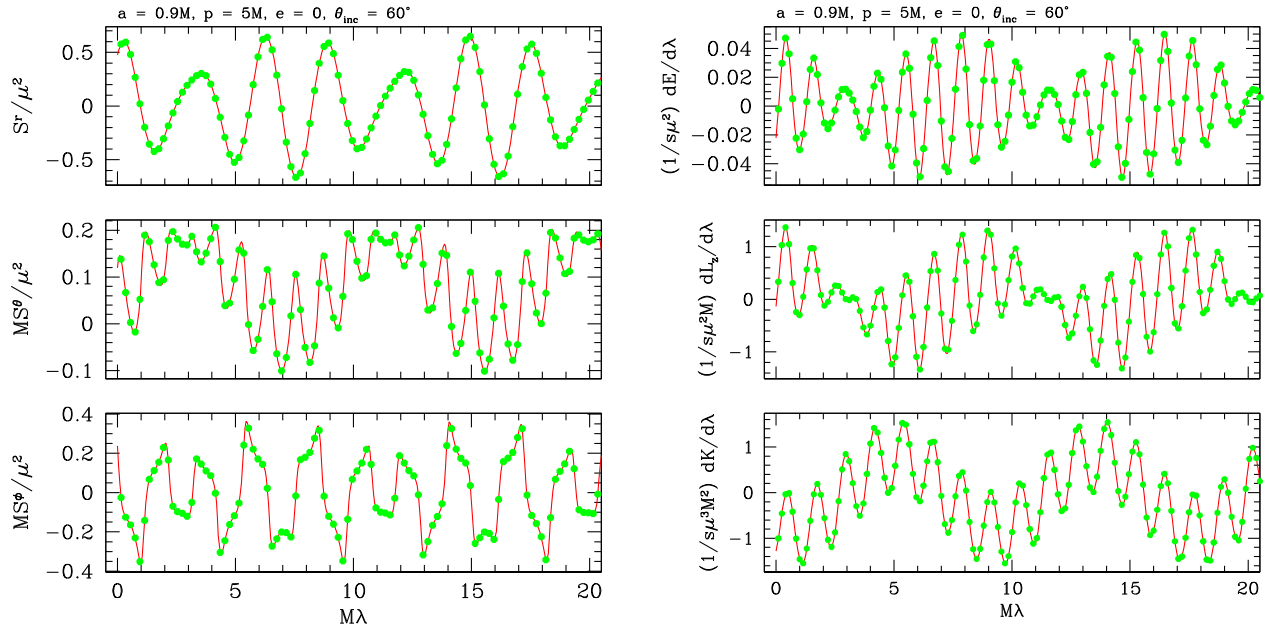 a = 0.9M, p = 5M, e = 0, θinc = 60°
Sʳ/μ²
0.5
0
−0.5
MSᶿ/μ²
0.2
0.1
0
−0.1
MSᶲ/μ²
0.4
0.2
0
−0.2
−0.4
0 5 10 15 20
Mλ
a = 0.9M, p = 5M, e = 0, θinc = 60°
(1/sμ²) dE/dλ
0.04
0.02
0
−0.02
−0.04
(1/sμ²M) dLz/dλ
1
0
−1
(1/sμ³M²) dK/dλ
1
0
−1
0 5 10 15 20
Mλ